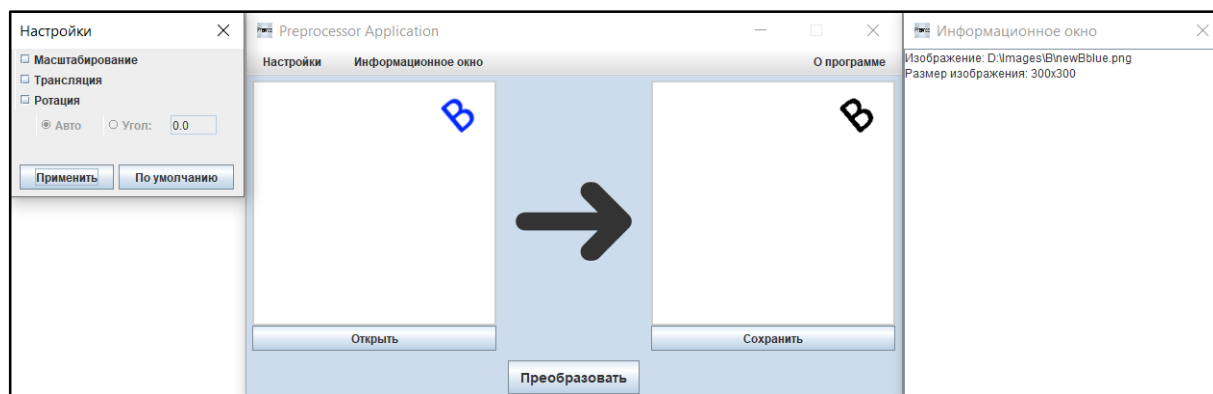 Настройки
Масштабирование
Трансляция
Ротация
Авто Угол: 0.0
Применить По умолчанию
Preprocessor Application
Настройки Информационное окно О программе
B
B
Открыть
Сохранить
Преобразовать
Информационное окно
Изображение: D:\Images\B\newBblue.png
Размер изображения: 300x300